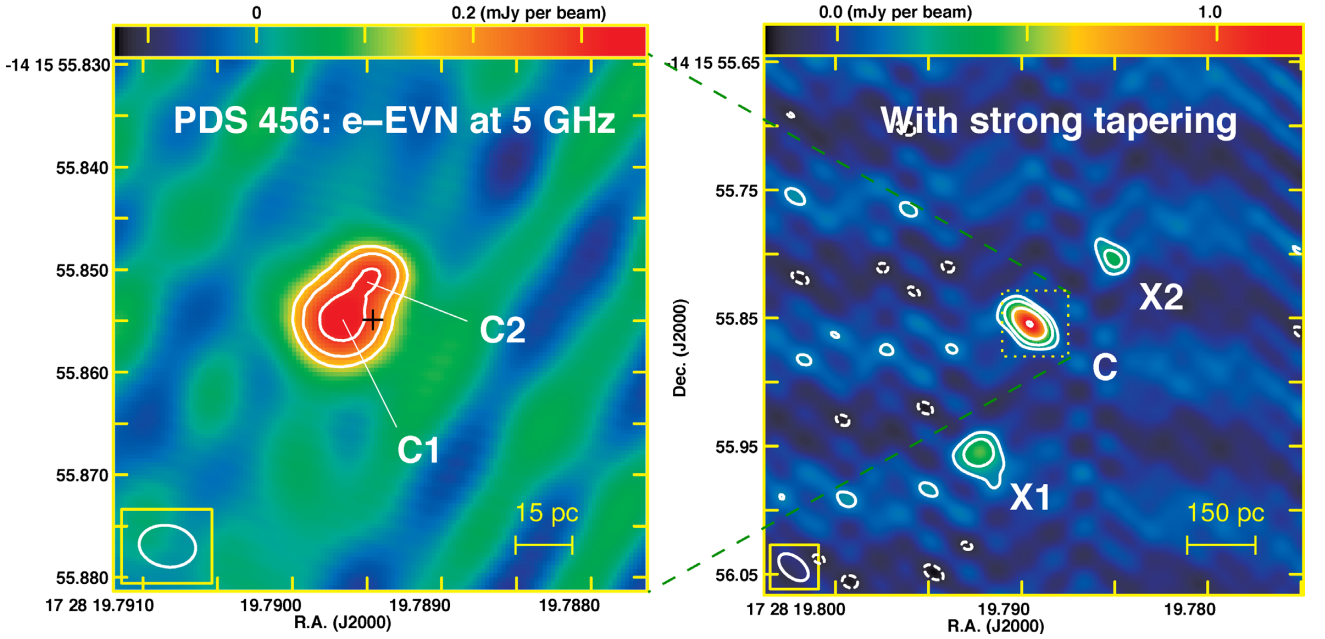 0 0.2 (mJy per beam)
-14 15 55.830
55.840
55.850
55.860
55.870
55.880
PDS 456: e–EVN at 5 GHz
C2
C1
15 pc
17 28 19.7910 19.7900 19.7890 19.7880
R.A. (J2000)
0.0 (mJy per beam) 1.0
-14 15 55.65
55.75
55.85
55.95
56.05
Dec. (J2000)
With strong tapering
X2
C
X1
150 pc
17 28 19.800 19.790 19.780
R.A. (J2000)